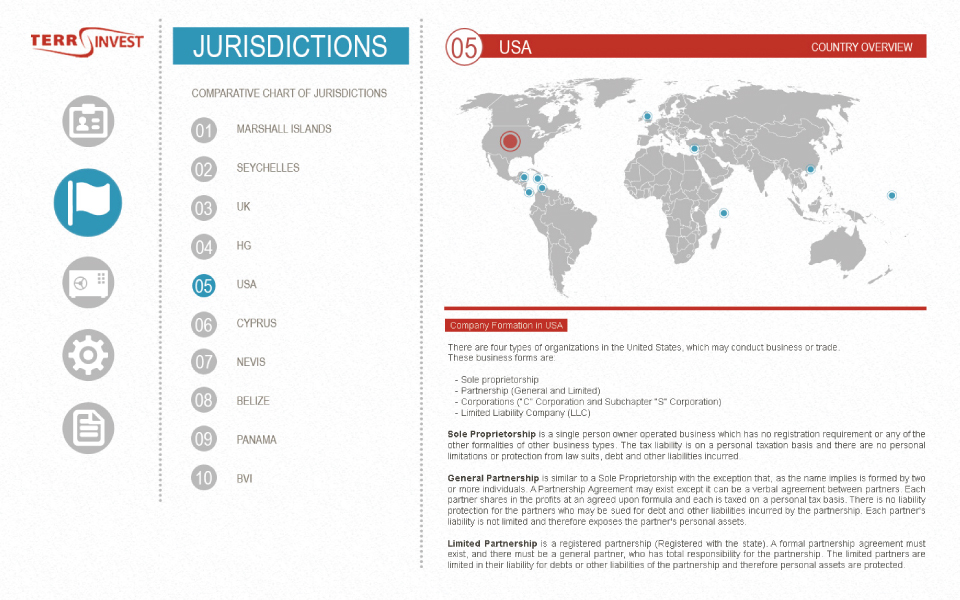 TERR INVEST
JURISDICTIONS
COMPARATIVE CHART OF JURISDICTIONS
01 MARSHALL ISLANDS
02 SEYCHELLES
03 UK
04 HG
05 USA
06 CYPRUS
07 NEVIS
08 BELIZE
09 PANAMA
10 BVI
05 USA COUNTRY OVERVIEW
Company Formation in USA
There are four types of organizations in the United States, which may conduct business or trade.
These business forms are:
- Sole proprietorship
- Partnership (General and Limited)
- Corporations ("C" Corporation and Subchapter "S" Corporation)
- Limited Liability Company (LLC)
Sole Proprietorship is a single person owner operated business which has no registration requirement or any of the
other formalities of other business types. The tax liability is on a personal taxation basis and there are no personal
limitations or protection from law suits, debt and other liabilities incurred.
General Partnership is similar to a Sole Proprietorship with the exception that, as the name implies is formed by two
or more individuals. A Partnership Agreement may exist except it can be a verbal agreement between partners. Each
partner shares in the profits at an agreed upon formula and each is taxed on a personal tax basis. There is no liability
protection for the partners who may be sued for debt and other liabilities incurred by the partnership. Each partner's
liability is not limited and therefore exposes the partner's personal assets.
Limited Partnership is a registered partnership (Registered with the state). A formal partnership agreement must
exist, and there must be a general partner, who has total responsibility for the partnership. The limited partners are
limited in their liability for debts or other liabilities of the partnership and therefore personal assets are protected.